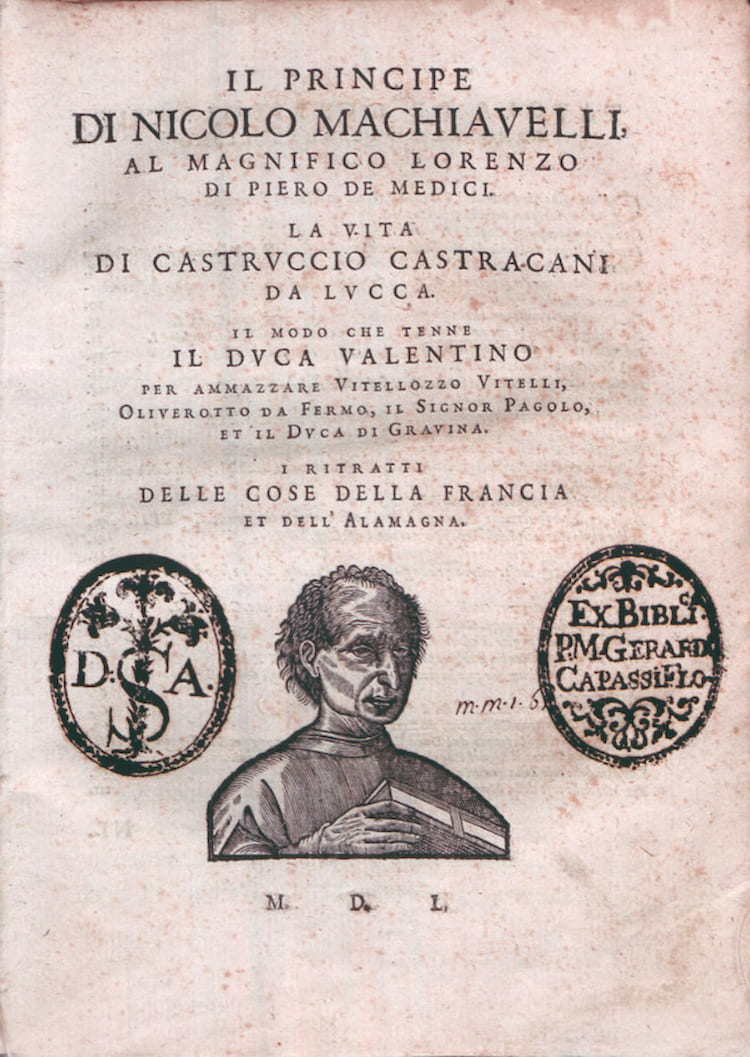 IL PRINCIPE
DI NICOLO MACHIAVELLI,
AL MAGNIFICO LORENZO
DI PIERO DE MEDICI.
LA VITA
DI CASTRVCCIO CASTRACANI
DA LVCCA.
IL MODO CHE TENNE
IL DVCA VALENTINO
PER AMMAZZARE VITELLOZZO VITELLI,
OLIVEROTTO DA FERMO, IL SIGNOR PAGOLO,
ET IL DVCA DI GRAVINA.
I RITRATTI
DELLE COSE DELLA FRANCIA
ET DELL'ALAMAGNA.
D. S A.
EX BIBL.
P.M. GERARD
CAPASSI
m.m.1.
M. D. L.